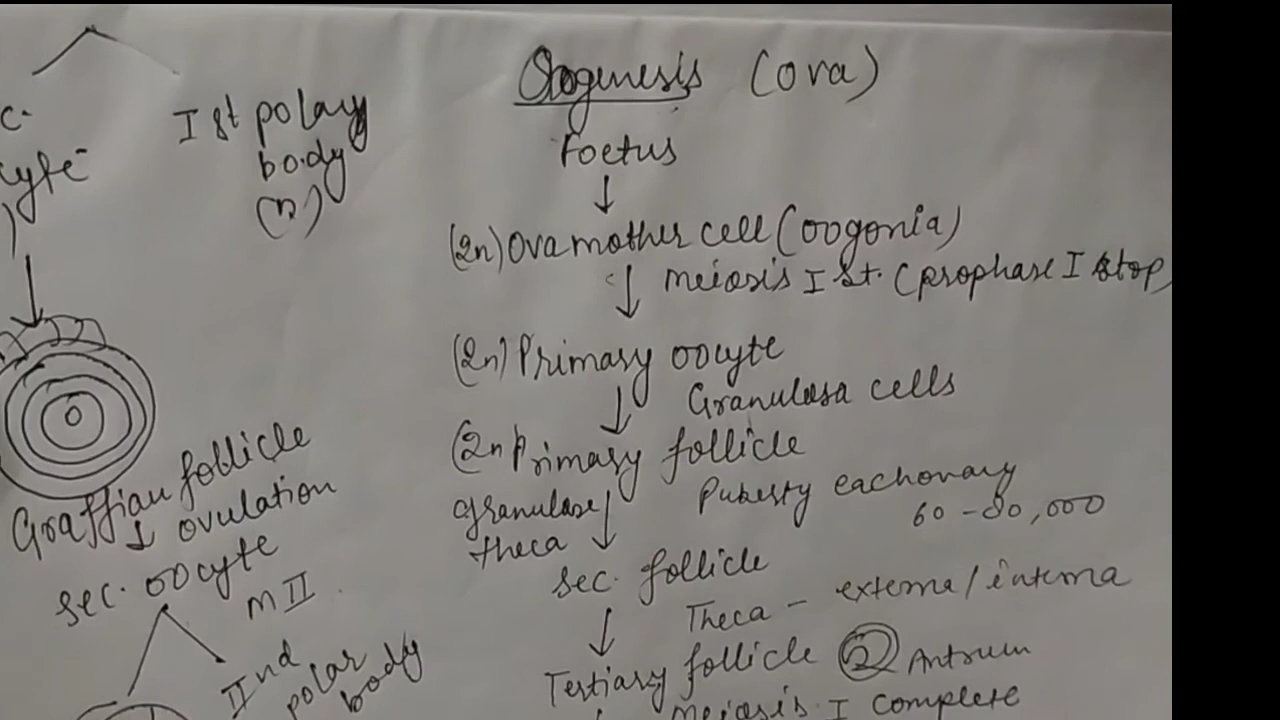 Oogenesis (ova)
Foetus
(2n) Ova mother cell (oogonia)
meiosis I st. (prophase I stop)
(2n) Primary oocyte
Granulosa cells
(2n Primary follicle
Puberty each ovary
60-80,000
granulosa
theca
sec. follicle
Theca - externa/interna
Tertiary follicle Antrum
meiosis I complete
c.
cyte
)
I st polar
body
(n)
Graffian follicle
ovulation
sec. oocyte
M II
IInd
polar
body